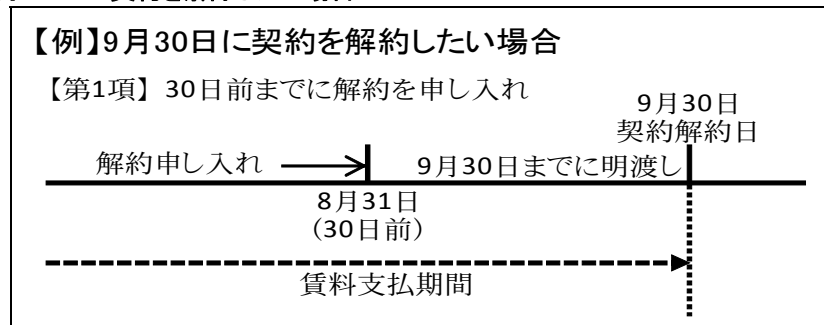 【例】9月30日に契約を解約したい場合
【第1項】30日前までに解約を申し入れ
9月30日
契約解約日
解約申し入れ
9月30日までに明渡し
8月31日
(30日前)
賃料支払期間